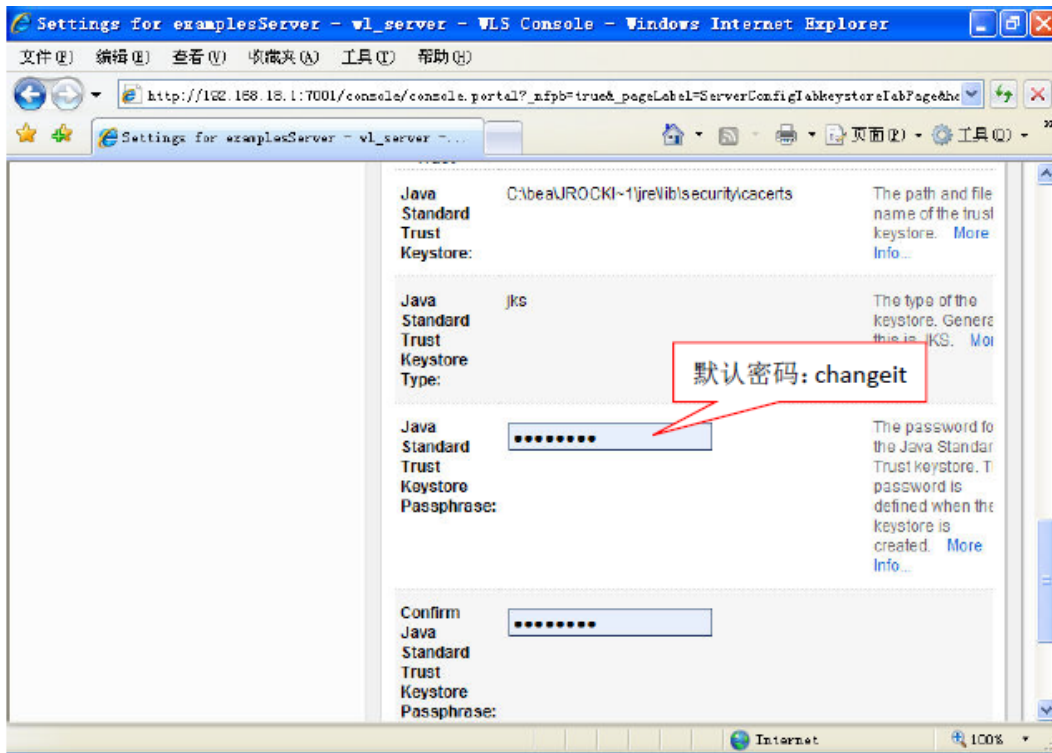 Settings for examplesServer - wl_server - WLS Console - Windows Internet Explorer
文件(F) 编辑(E) 查看(V) 收藏夹(A) 工具(T) 帮助(H)
http://192.168.18.1:7001/console/console.portal?_nfpb=true&_pageLabel=ServerConfigTabkeystoreTabPage&he
Settings for examplesServer - wl_server -...
页面(P) 工具(O)
Java Standard Trust Keystore:
C:\bea\JROCKI~1\jre\lib\security\cacerts
The path and file
name of the trust
keystore. More
Info...
Java
Standard
Trust
Keystore
Type:
jks
The type of the
keystore. Genera
this is JKS. Mor
默认密码: changeit
Java
Standard
Trust
Keystore
Passphrase:
••••••••
The password fo
the Java Standar
Trust keystore. T
password is
defined when the
keystore is
created. More
Info...
Confirm
Java
Standard
Trust
Keystore
Passphrase:
••••••••
Internet
100%